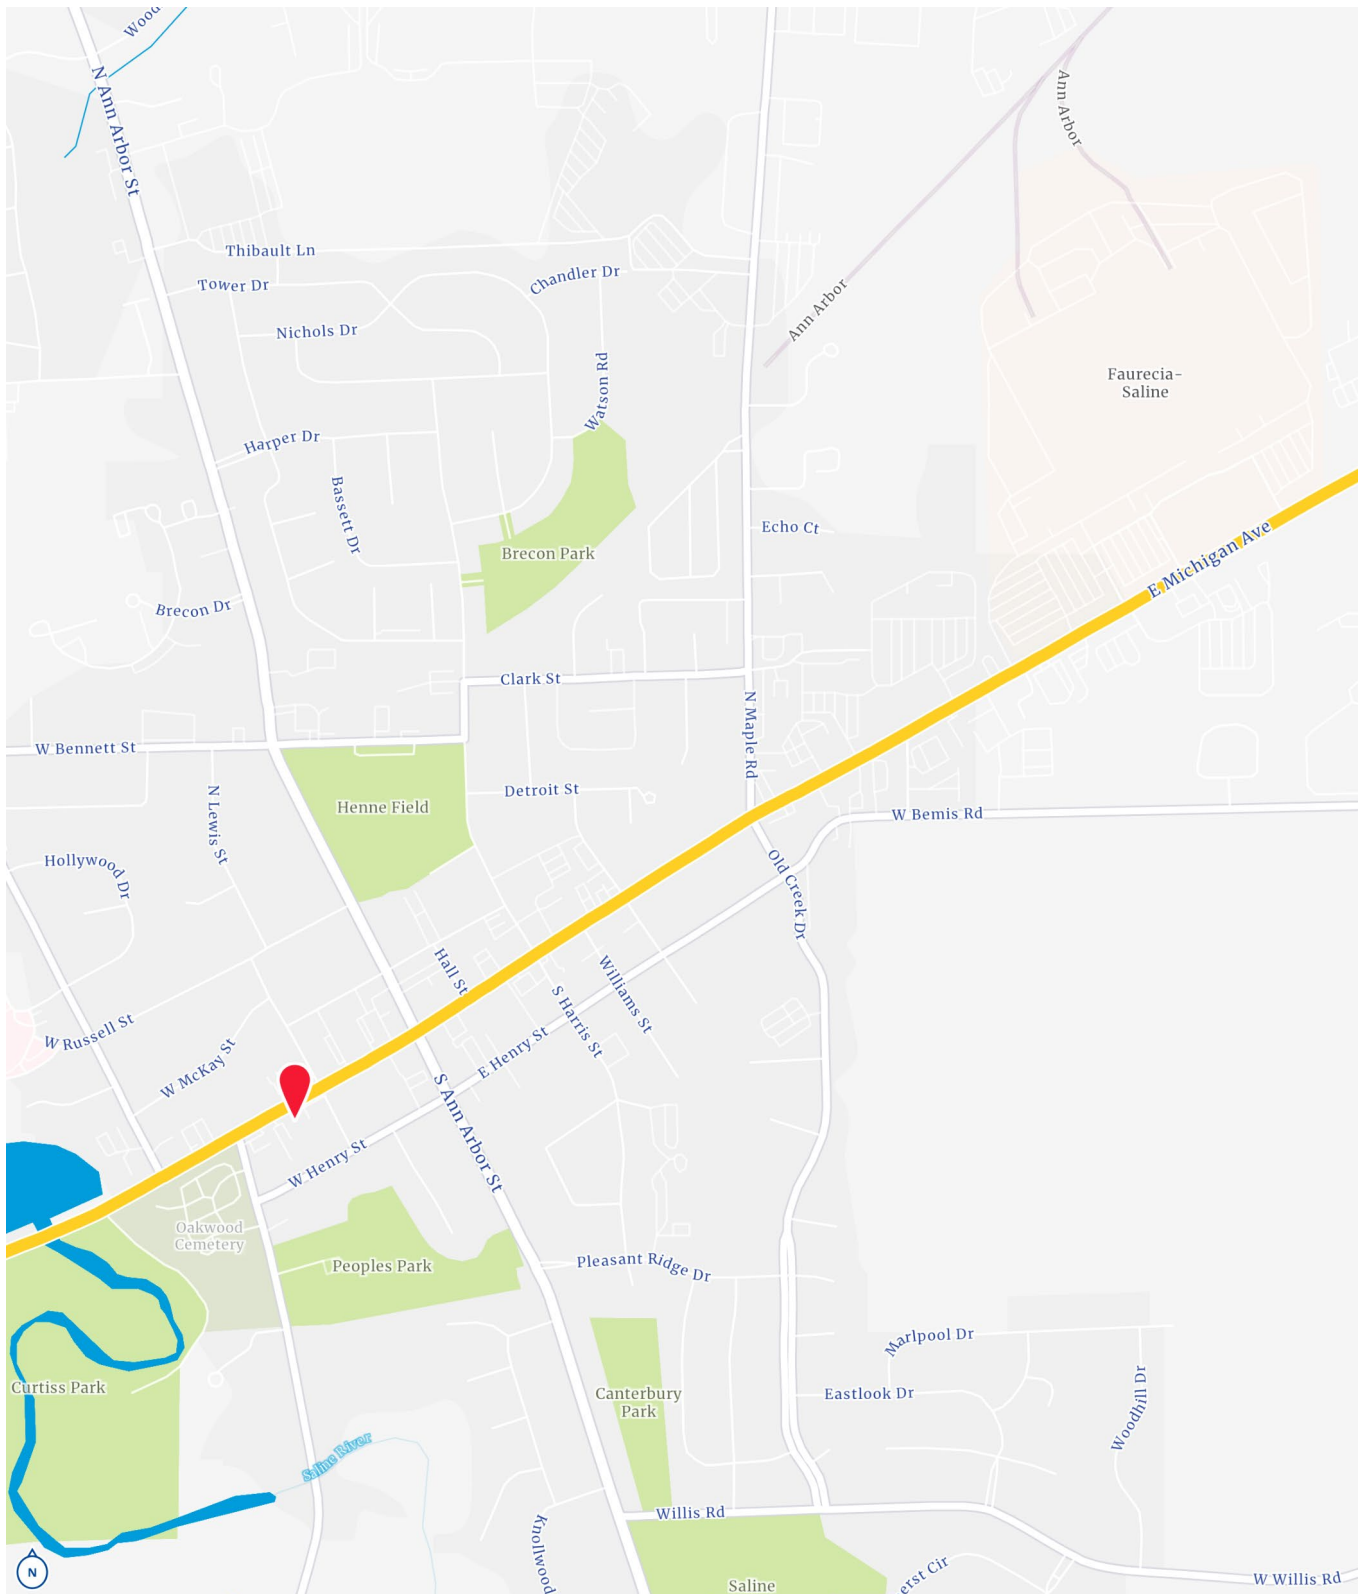 Wood
N Ann Arbor St
Ann Arbor
Thibault Ln
Tower Dr
Chandler Dr
Ann Arbor
Nichols Dr
Watson Rd
Faurecia-
Saline
Harper Dr
Bassett Dr
Echo Ct
Brecon Park
E Michigan Ave
Brecon Dr
Clark St
N Maple Rd
W Bennett St
N Lewis St
Detroit St
Henne Field
W Bemis Rd
Hollywood Dr
Old Creek Dr
Hall St
Williams St
S Harris St
W Russell St
W McKay St
E Henry St
S Ann Arbor St
W Henry St
Oakwood
Cemetery
Peoples Park
Pleasant Ridge Dr
Marlpool Dr
Curtiss Park
Canterbury
Park
Eastlook Dr
Woodhill Dr
Saline River
Willis Rd
Knollwood
N
Saline
erst Cir
W Willis Rd